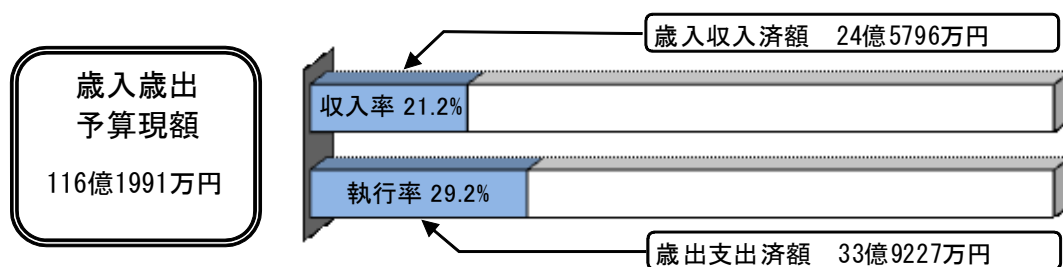 歳入歳出
予算現額
116億1991万円
歳入収入済額 24億5796万円
収入率 21.2%
執行率 29.2%
歳出支出済額 33億9227万円